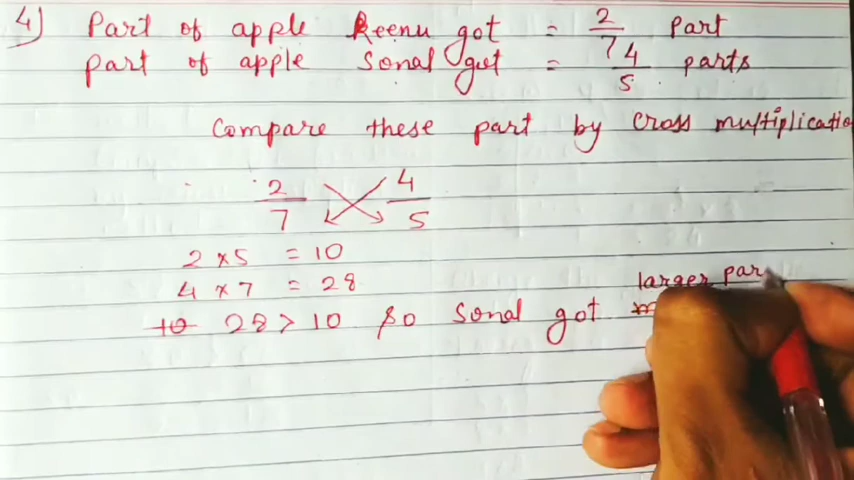 4) Part of apple Reenu got = 2/7 part
part of apple Sonal got = 4/5 parts
Compare these part by cross multiplicatio
2/7 4/5
2 × 5 = 10
4 × 7 = 28
larger par
10 28 > 10 so Sonal got